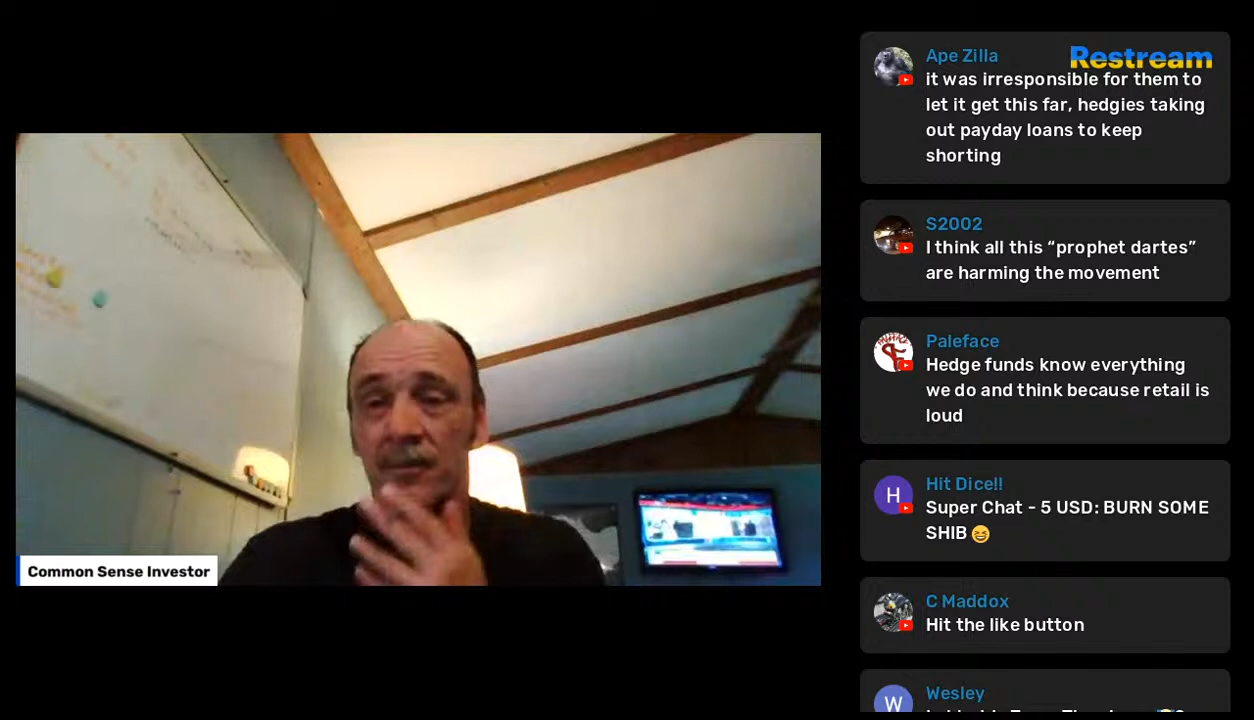 Restream
Ape Zilla
it was irresponsible for them to
let it get this far, hedgies taking
out payday loans to keep
shorting
S2002
I think all this “prophet dartes”
are harming the movement
Paleface
Hedge funds know everything
we do and think because retail is
loud
H
Hit Dice!!
Super Chat - 5 USD: BURN SOME
SHIB 😆
C Maddox
Hit the like button
W
Wesley
Common Sense Investor